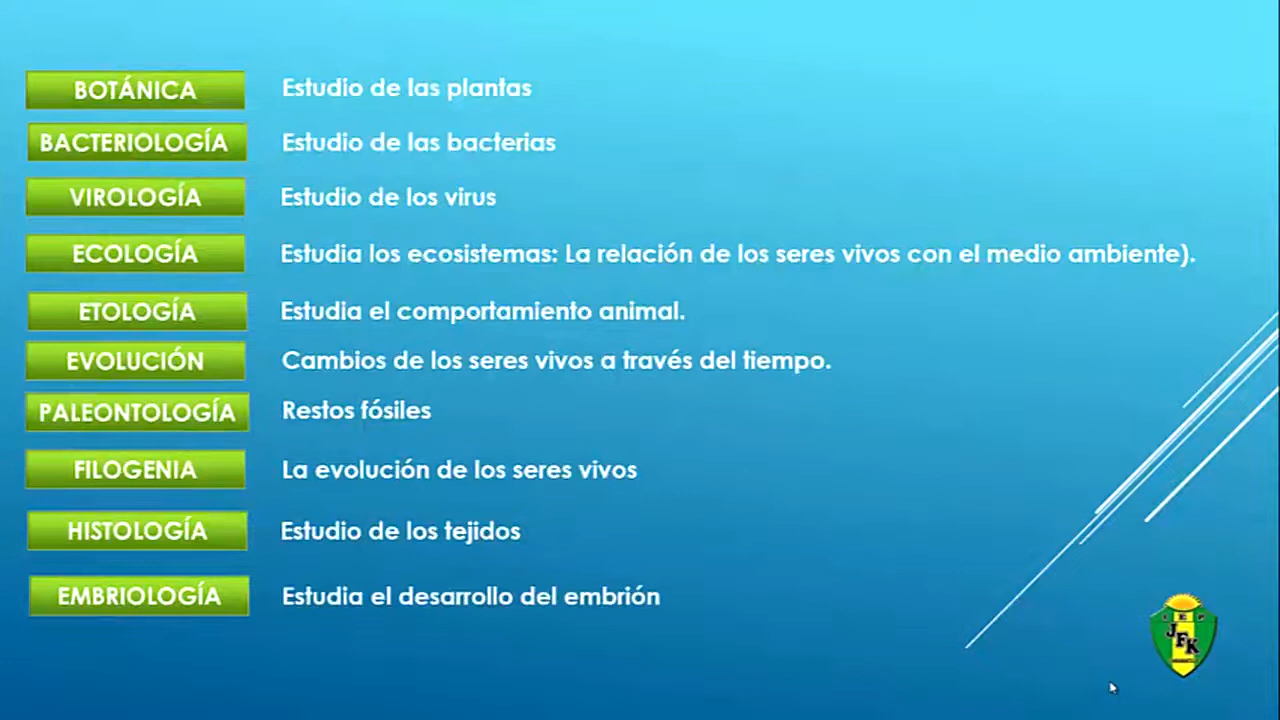 BOTÁNICA Estudio de las plantas
BACTERIOLOGÍA Estudio de las bacterias
VIROLOGÍA Estudio de los virus
ECOLOGÍA Estudia los ecosistemas: La relación de los seres vivos con el medio ambiente).
ETOLOGÍA Estudia el comportamiento animal.
EVOLUCIÓN Cambios de los seres vivos a través del tiempo.
PALEONTOLOGÍA Restos fósiles
FILOGENIA La evolución de los seres vivos
HISTOLOGÍA Estudio de los tejidos
EMBRIOLOGÍA Estudia el desarrollo del embrión
I E P
JFK